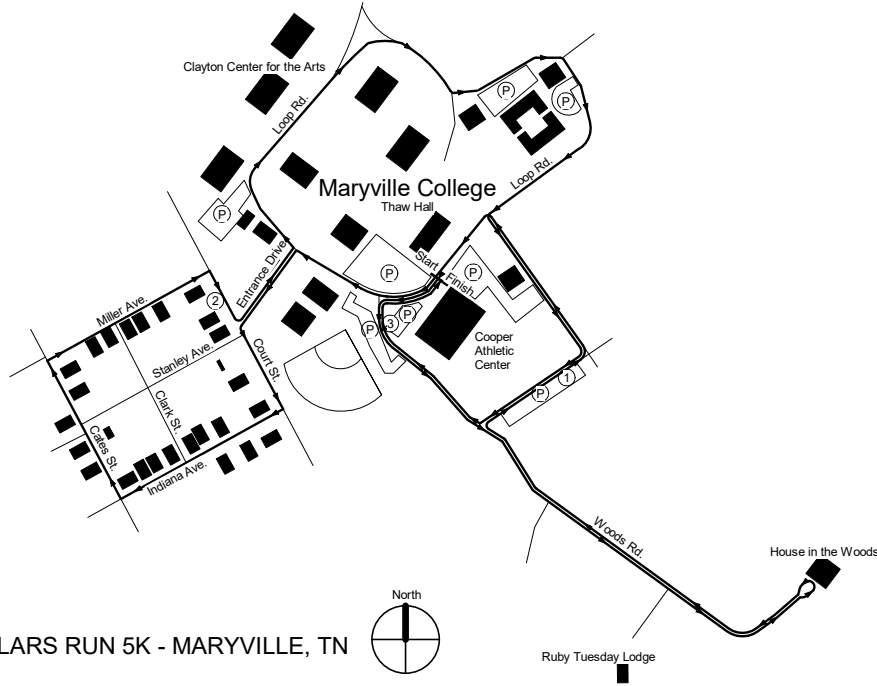 Clayton Center for the Arts
Loop Rd.
P
P
Loop Rd.
Maryville College
Thaw Hall
P
Entrance Drive
Start
Finish
P
P
Miller Ave.
2
P
3
P
Stanley Ave.
Court St.
Cooper
Athletic
Center
1
P
Clark St.
Cates St.
Indiana Ave.
Woods Rd.
House in the Woods
North
LARS RUN 5K - MARYVILLE, TN
Ruby Tuesday Lodge